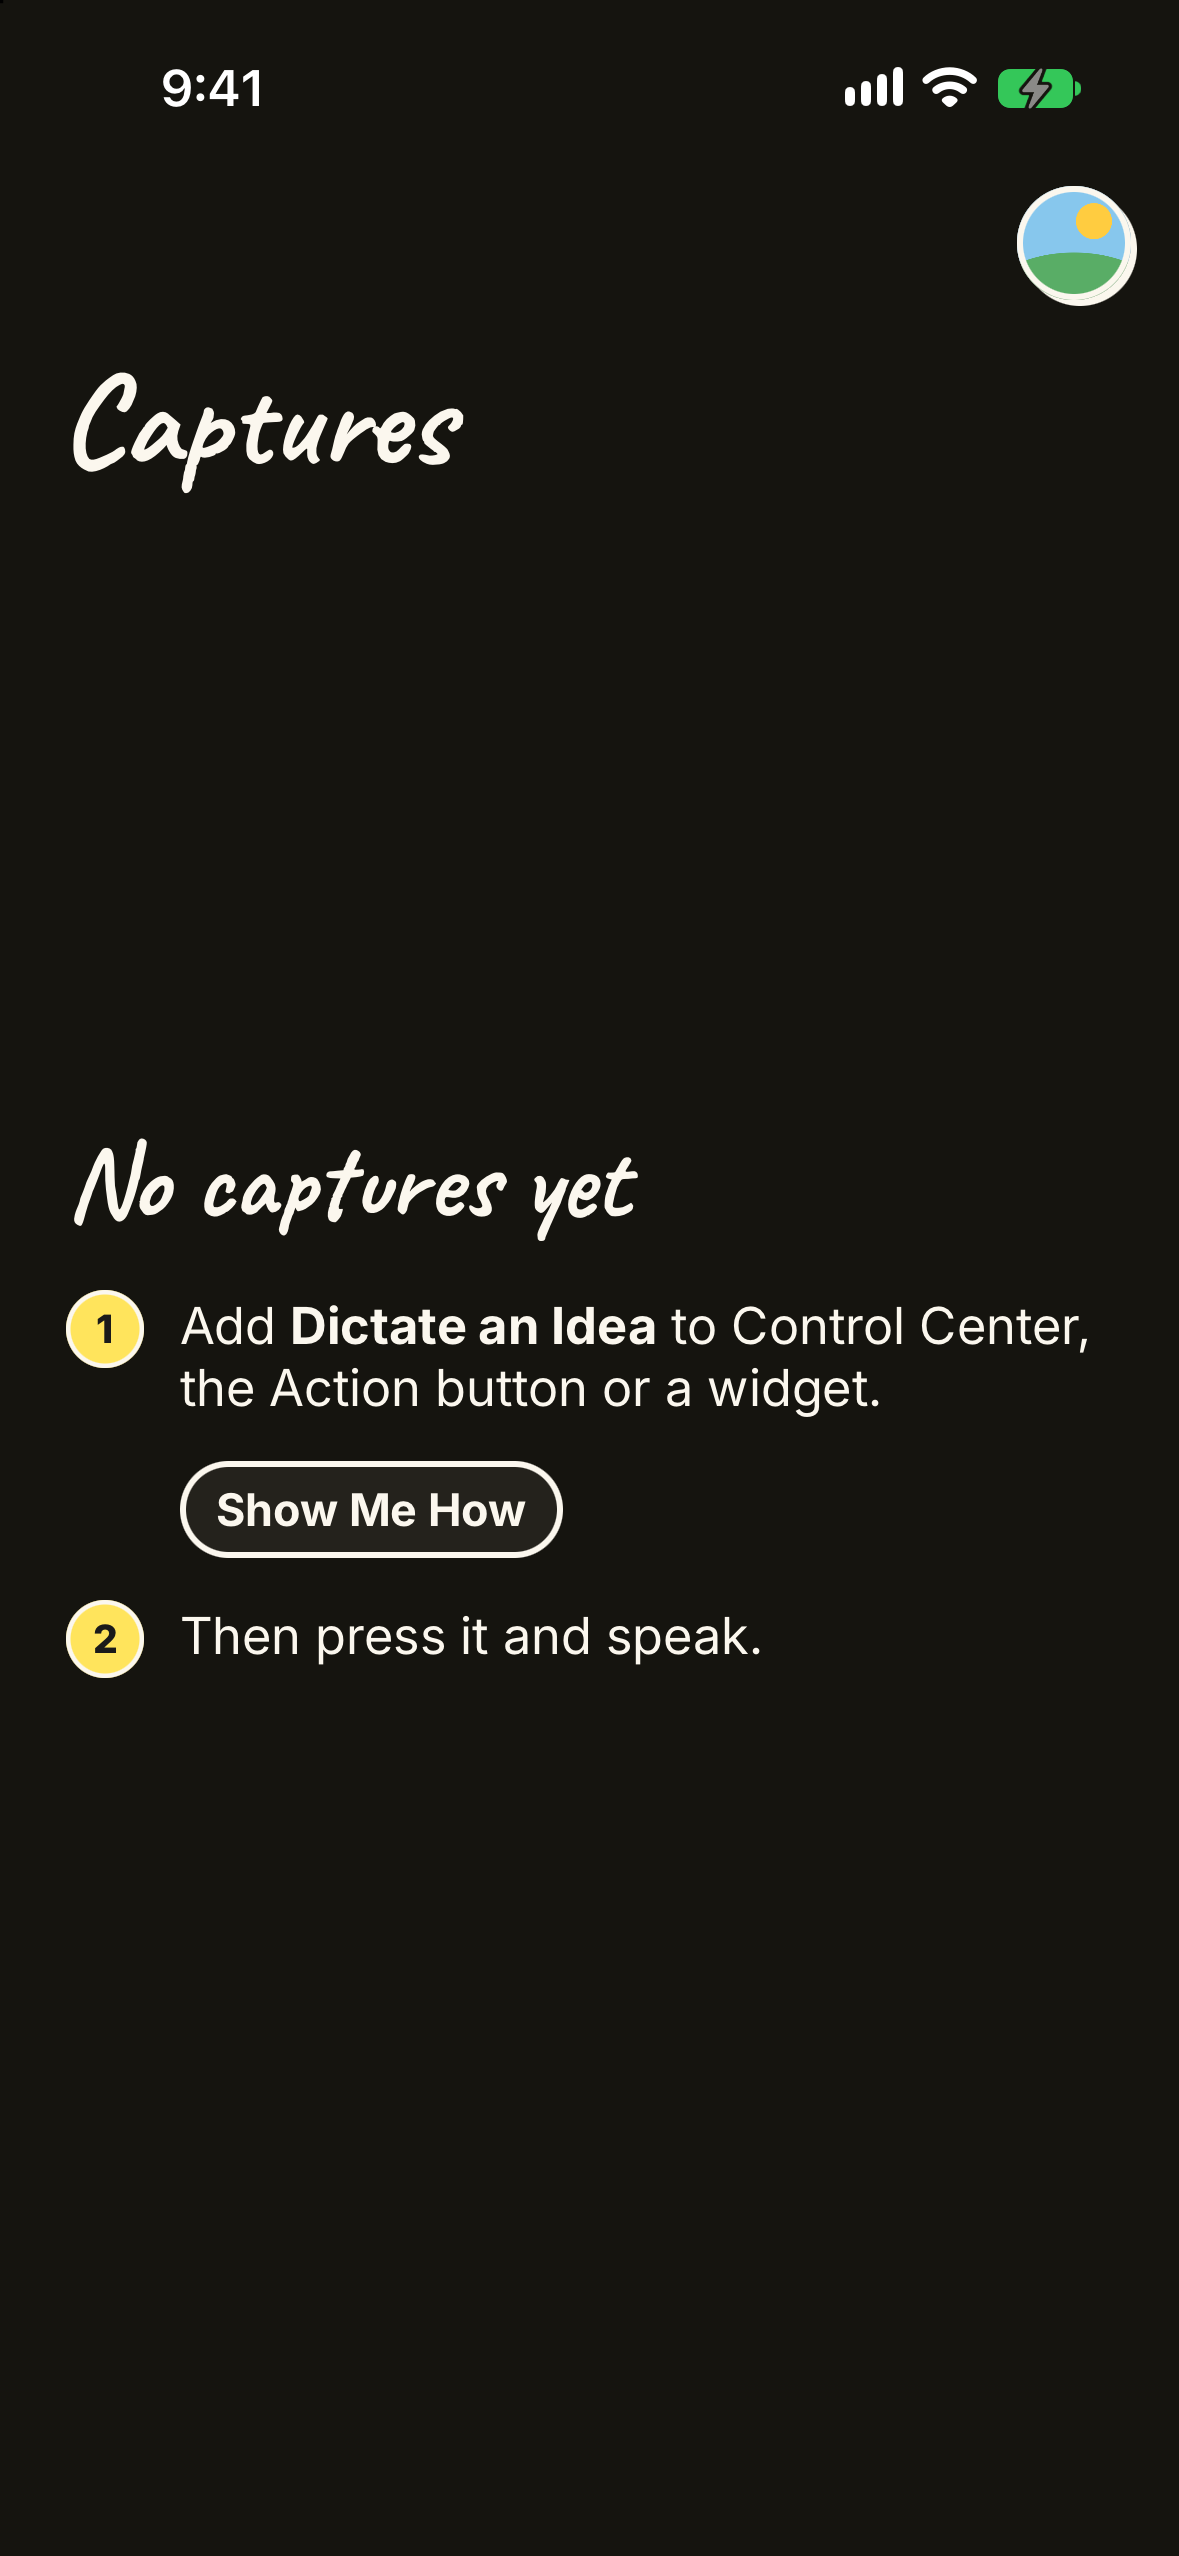 9:41
Captures
No captures yet
1 Add Dictate an Idea to Control Center,
the Action button or a widget.
Show Me How
2 Then press it and speak.